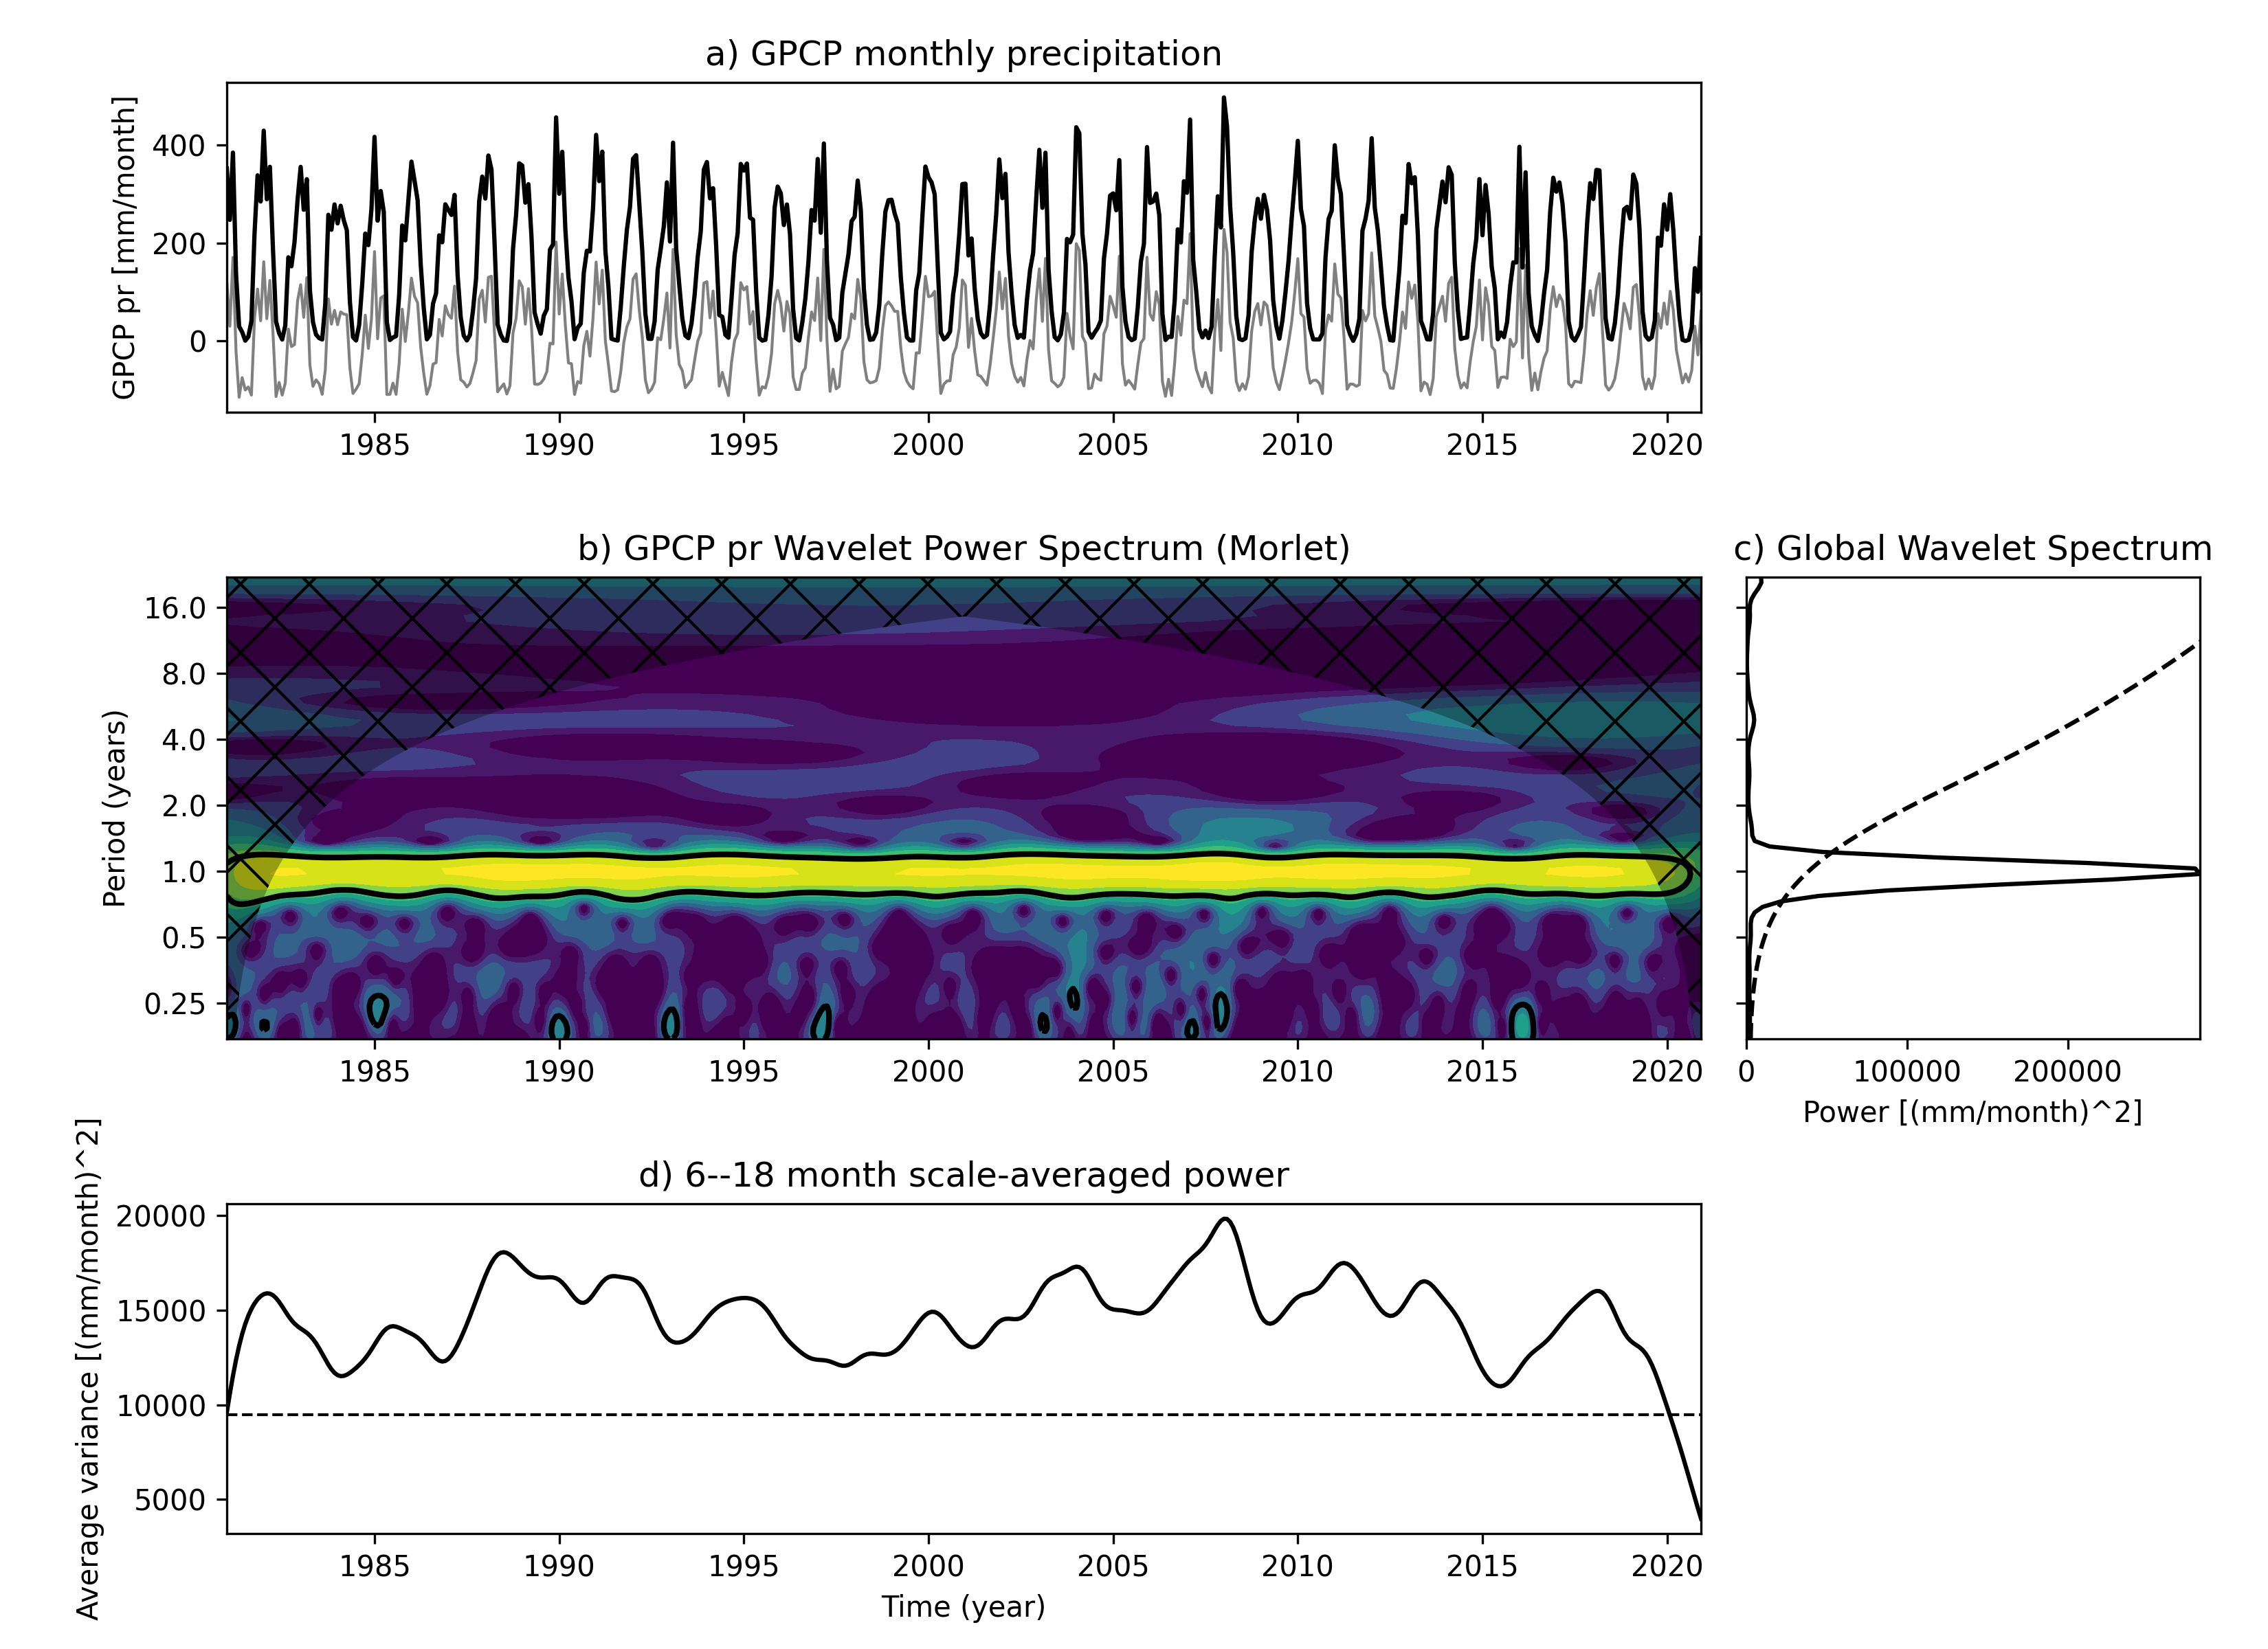 a) GPCP monthly precipitation
GPCP pr [mm/month]
400
200
0
1985 1990 1995 2000 2005 2010 2015 2020
b) GPCP pr Wavelet Power Spectrum (Morlet)
Period (years)
16.0
8.0
4.0
2.0
1.0
0.5
0.25
1985 1990 1995 2000 2005 2010 2015 2020
c) Global Wavelet Spectrum
0 100000 200000
Power [(mm/month)^2]
d) 6--18 month scale-averaged power
Average variance [(mm/month)^2]
20000
15000
10000
5000
1985 1990 1995 2000 2005 2010 2015 2020
Time (year)